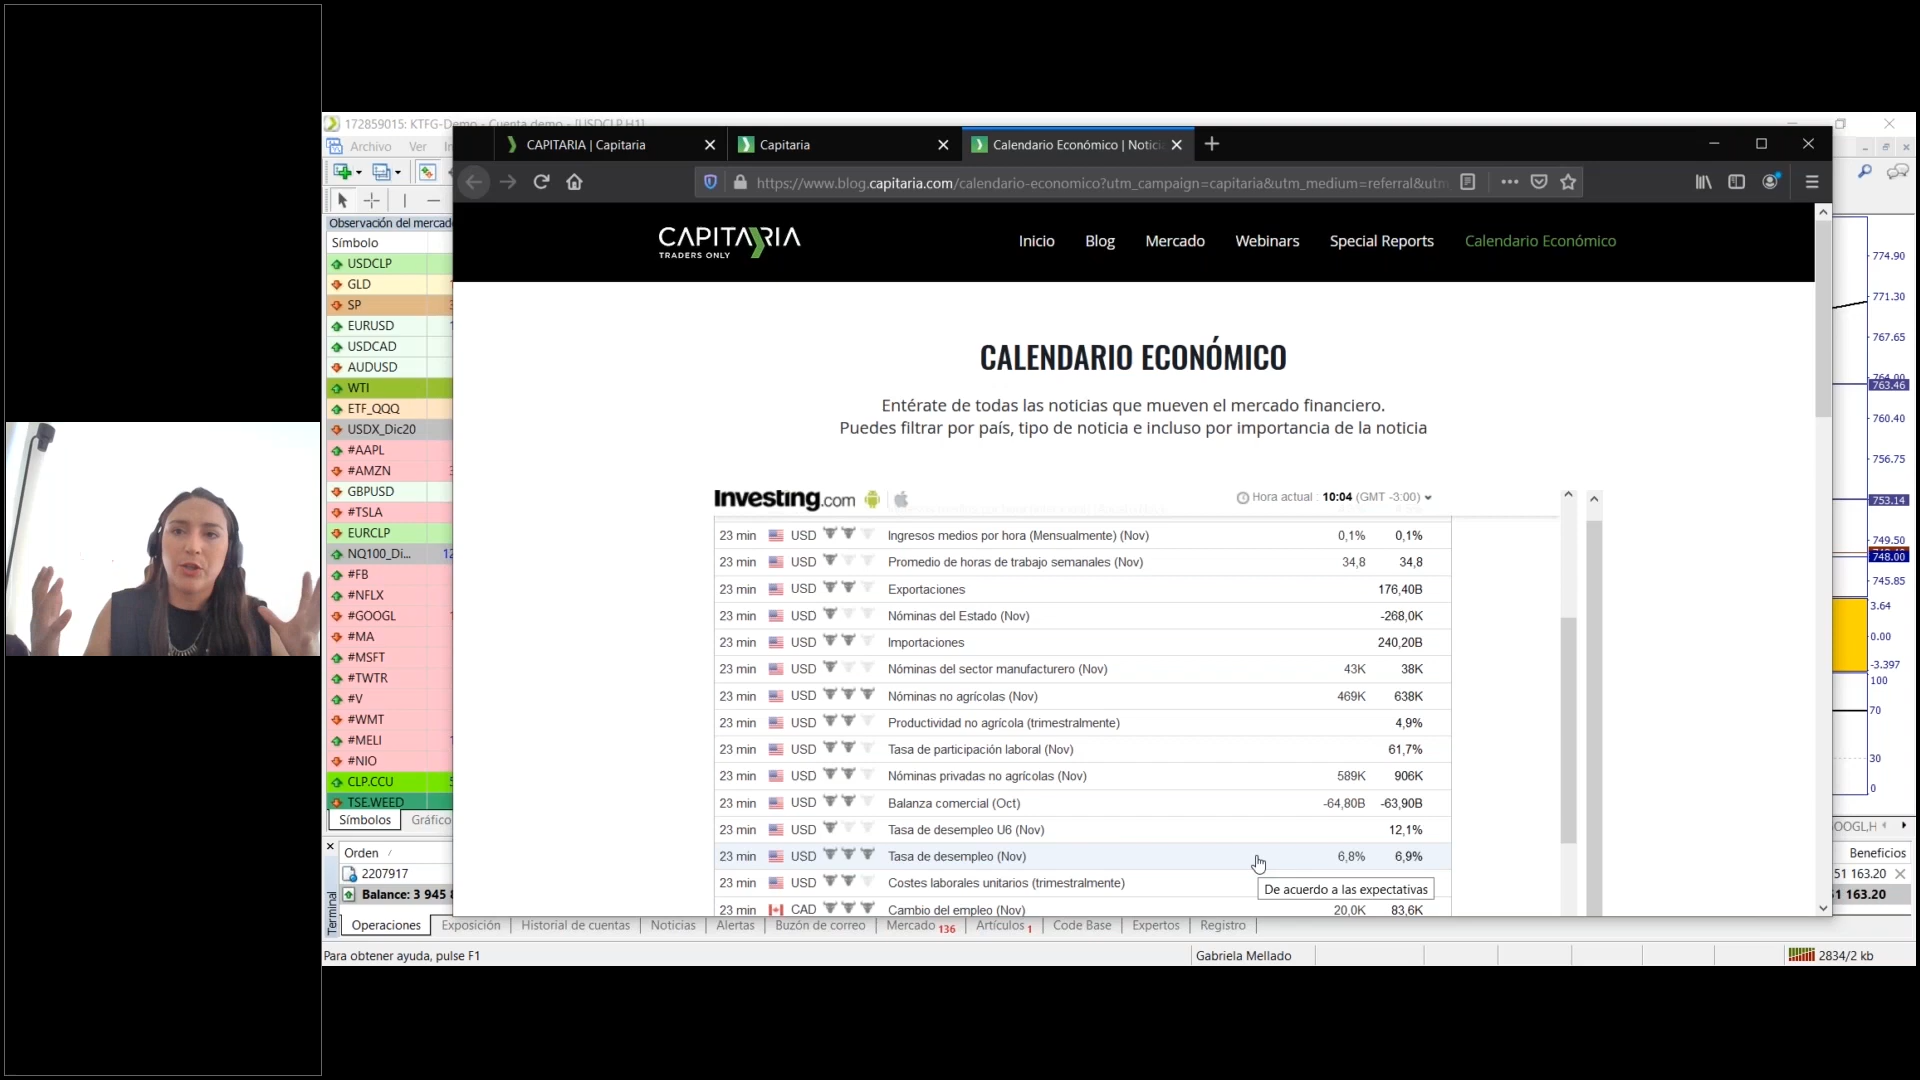 172859015: KTFG-Demo - Cuenta demo - [USDCLP,H1]
Archivo Ver
Observación del mercado
Símbolo
USDCLP
GLD
SP
EURUSD
USDCAD
AUDUSD
WTI
ETF_QQQ
USDX_Dic20
#AAPL
#AMZN
GBPUSD
#TSLA
EURCLP
NQ100_Di... 12
#FB
#NFLX
#GOOGL
#MA
#MSFT
#TWTR
#V
#WMT
#MELI
#NIO
CLP.CCU
TSE.WEED
Símbolos Gráfico
CAPITARIA | Capitaria
Capitaria
Calendario Económico | Notici
https://www.blog.capitaria.com/calendario-economico?utm_campaign=capitaria&utm_medium=referral&utm
CAPITARIA
TRADERS ONLY
Inicio Blog Mercado Webinars Special Reports Calendario Económico
CALENDARIO ECONÓMICO
Entérate de todas las noticias que mueven el mercado financiero.
Puedes filtrar por país, tipo de noticia e incluso por importancia de la noticia
Investing.com Hora actual : 10:04 (GMT -3:00)
23 min USD Ingresos medios por hora (Mensualmente) (Nov) 0,1% 0,1%
23 min USD Promedio de horas de trabajo semanales (Nov) 34,8 34,8
23 min USD Exportaciones 176,40B
23 min USD Nóminas del Estado (Nov) -268,0K
23 min USD Importaciones 240,20B
23 min USD Nóminas del sector manufacturero (Nov) 43K 38K
23 min USD Nóminas no agrícolas (Nov) 469K 638K
23 min USD Productividad no agrícola (trimestralmente) 4,9%
23 min USD Tasa de participación laboral (Nov) 61,7%
23 min USD Nóminas privadas no agrícolas (Nov) 589K 906K
23 min USD Balanza comercial (Oct) -64,80B -63,90B
23 min USD Tasa de desempleo U6 (Nov) 12,1%
23 min USD Tasa de desempleo (Nov) 6,8% 6,9%
23 min USD Costes laborales unitarios (trimestralmente)
De acuerdo a las expectativas
23 min CAD Cambio del empleo (Nov) 20,0K 83,6K
774.90
771.30
767.65
764.00
763.46
760.40
756.75
753.14
749.50
748.00
745.85
3.64
0.00
-3.397
100
70
30
0
OOGL,H
Orden / Beneficios
2207917 51 163.20
Balance: 3 945 51 163.20
Terminal
Operaciones Exposición Historial de cuentas Noticias Alertas Buzón de correo Mercado 136 Artículos 1 Code Base Expertos Registro
Para obtener ayuda, pulse F1 Gabriela Mellado 2834/2 kb